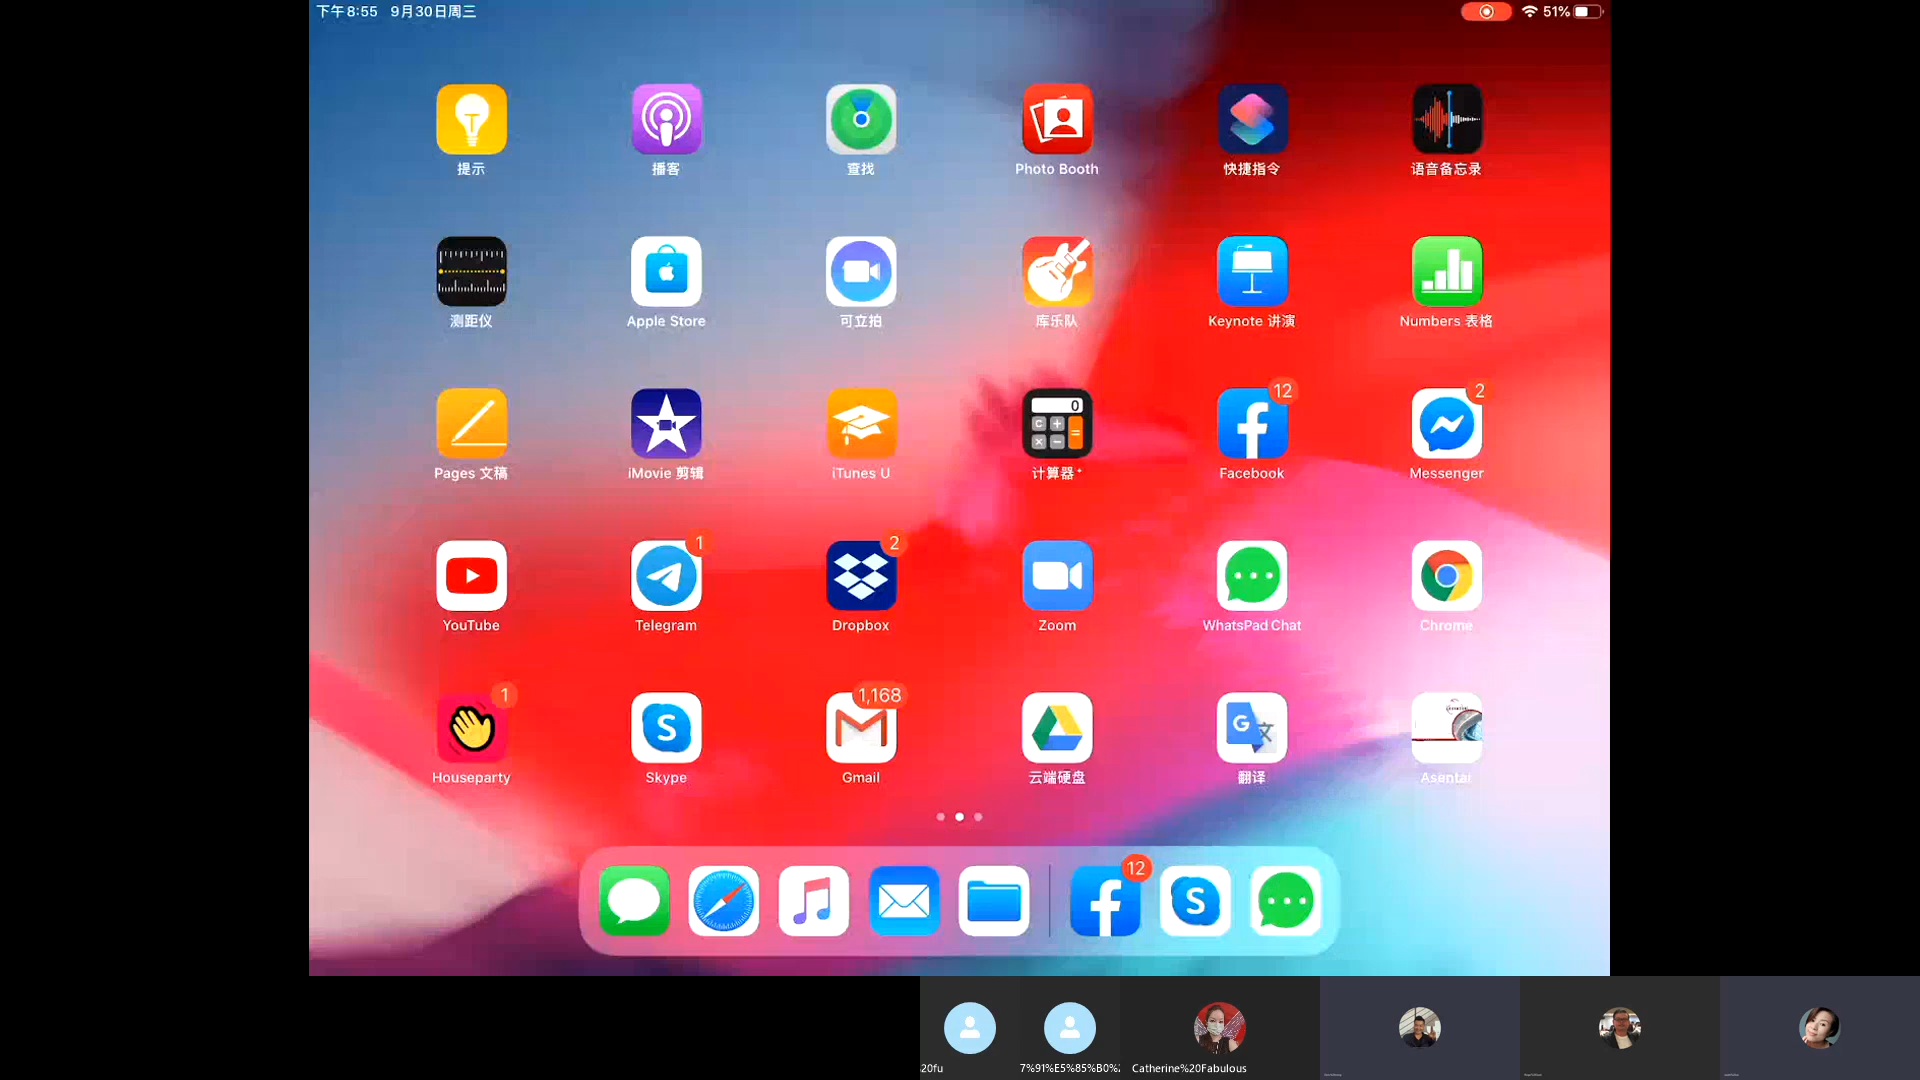 下午8:55 9月30日周三
51%
提示
播客
查找
Photo Booth
快捷指令
语音备忘录
测距仪
Apple Store
可立拍
库乐队
Keynote 讲演
Numbers 表格
0
12
2
Pages 文稿
iMovie 剪辑
iTunes U
计算器⁺
Facebook
Messenger
1
2
YouTube
Telegram
Dropbox
Zoom
WhatsPad Chat
Chrome
1
1,168
Houseparty
Skype
Gmail
云端硬盘
翻译
Asentai
12
20fu
7%91%E5%85%B0%
Catherine%20Fabulous